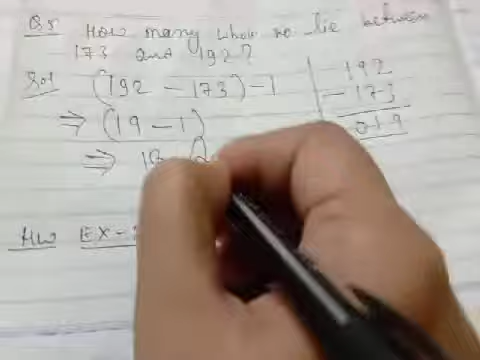 Q5 How many whole no lie between
173 and 192?
Sol (192 - 173) - 1
⇒ (19 - 1)
⇒ 18
192
- 173
019
HW EX-